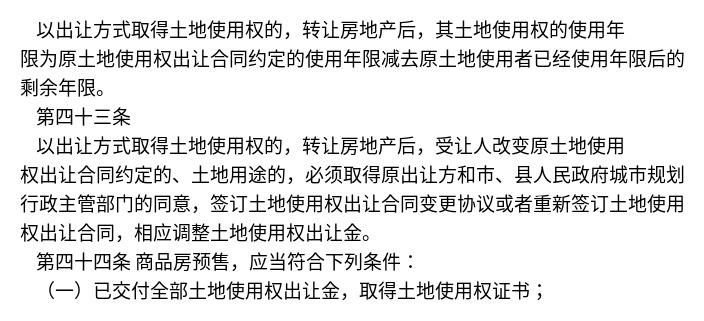 以出让方式取得土地使用权的，转让房地产后，其土地使用权的使用年
限为原土地使用权出让合同约定的使用年限减去原土地使用者已经使用年限后的
剩余年限。
第四十三条
以出让方式取得土地使用权的，转让房地产后，受让人改变原土地使用
权出让合同约定的、土地用途的，必须取得原出让方和市、县人民政府城市规划
行政主管部门的同意，签订土地使用权出让合同变更协议或者重新签订土地使用
权出让合同，相应调整土地使用权出让金。
第四十四条 商品房预售，应当符合下列条件：
（一）已交付全部土地使用权出让金，取得土地使用权证书；